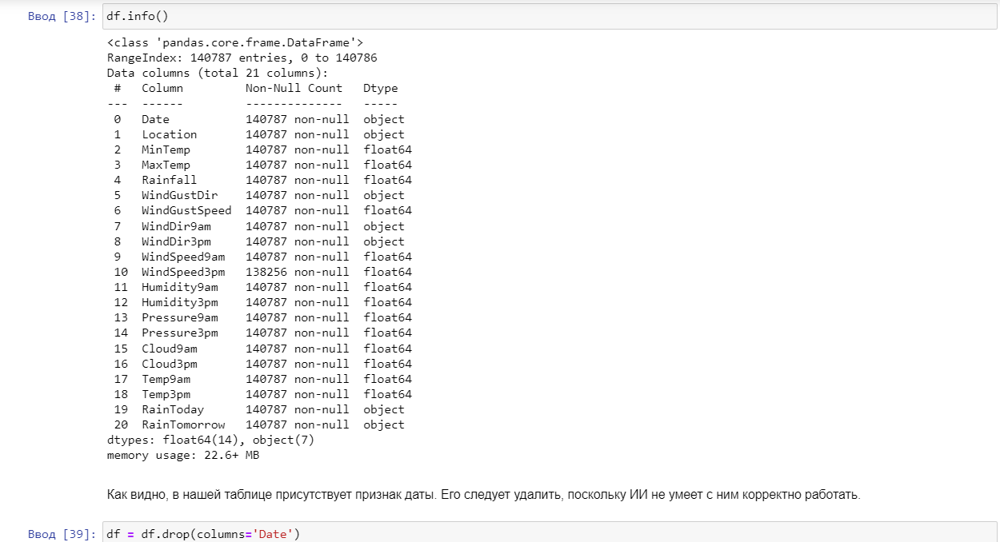 Ввод [38]: df.info()
<class 'pandas.core.frame.DataFrame'>
RangeIndex: 140787 entries, 0 to 140786
Data columns (total 21 columns):
 #   Column         Non-Null Count   Dtype
---  ------         --------------   -----
 0   Date           140787 non-null  object
 1   Location       140787 non-null  object
 2   MinTemp        140787 non-null  float64
 3   MaxTemp        140787 non-null  float64
 4   Rainfall       140787 non-null  float64
 5   WindGustDir    140787 non-null  object
 6   WindGustSpeed  140787 non-null  float64
 7   WindDir9am     140787 non-null  object
 8   WindDir3pm     140787 non-null  object
 9   WindSpeed9am   140787 non-null  float64
 10  WindSpeed3pm   138256 non-null  float64
 11  Humidity9am    140787 non-null  float64
 12  Humidity3pm    140787 non-null  float64
 13  Pressure9am    140787 non-null  float64
 14  Pressure3pm    140787 non-null  float64
 15  Cloud9am       140787 non-null  float64
 16  Cloud3pm       140787 non-null  float64
 17  Temp9am        140787 non-null  float64
 18  Temp3pm        140787 non-null  float64
 19  RainToday      140787 non-null  object
 20  RainTomorrow   140787 non-null  object
dtypes: float64(14), object(7)
memory usage: 22.6+ MB
Как видно, в нашей таблице присутствует признак даты. Его следует удалить, поскольку ИИ не умеет с ним корректно работать.
Ввод [39]: df = df.drop(columns='Date')